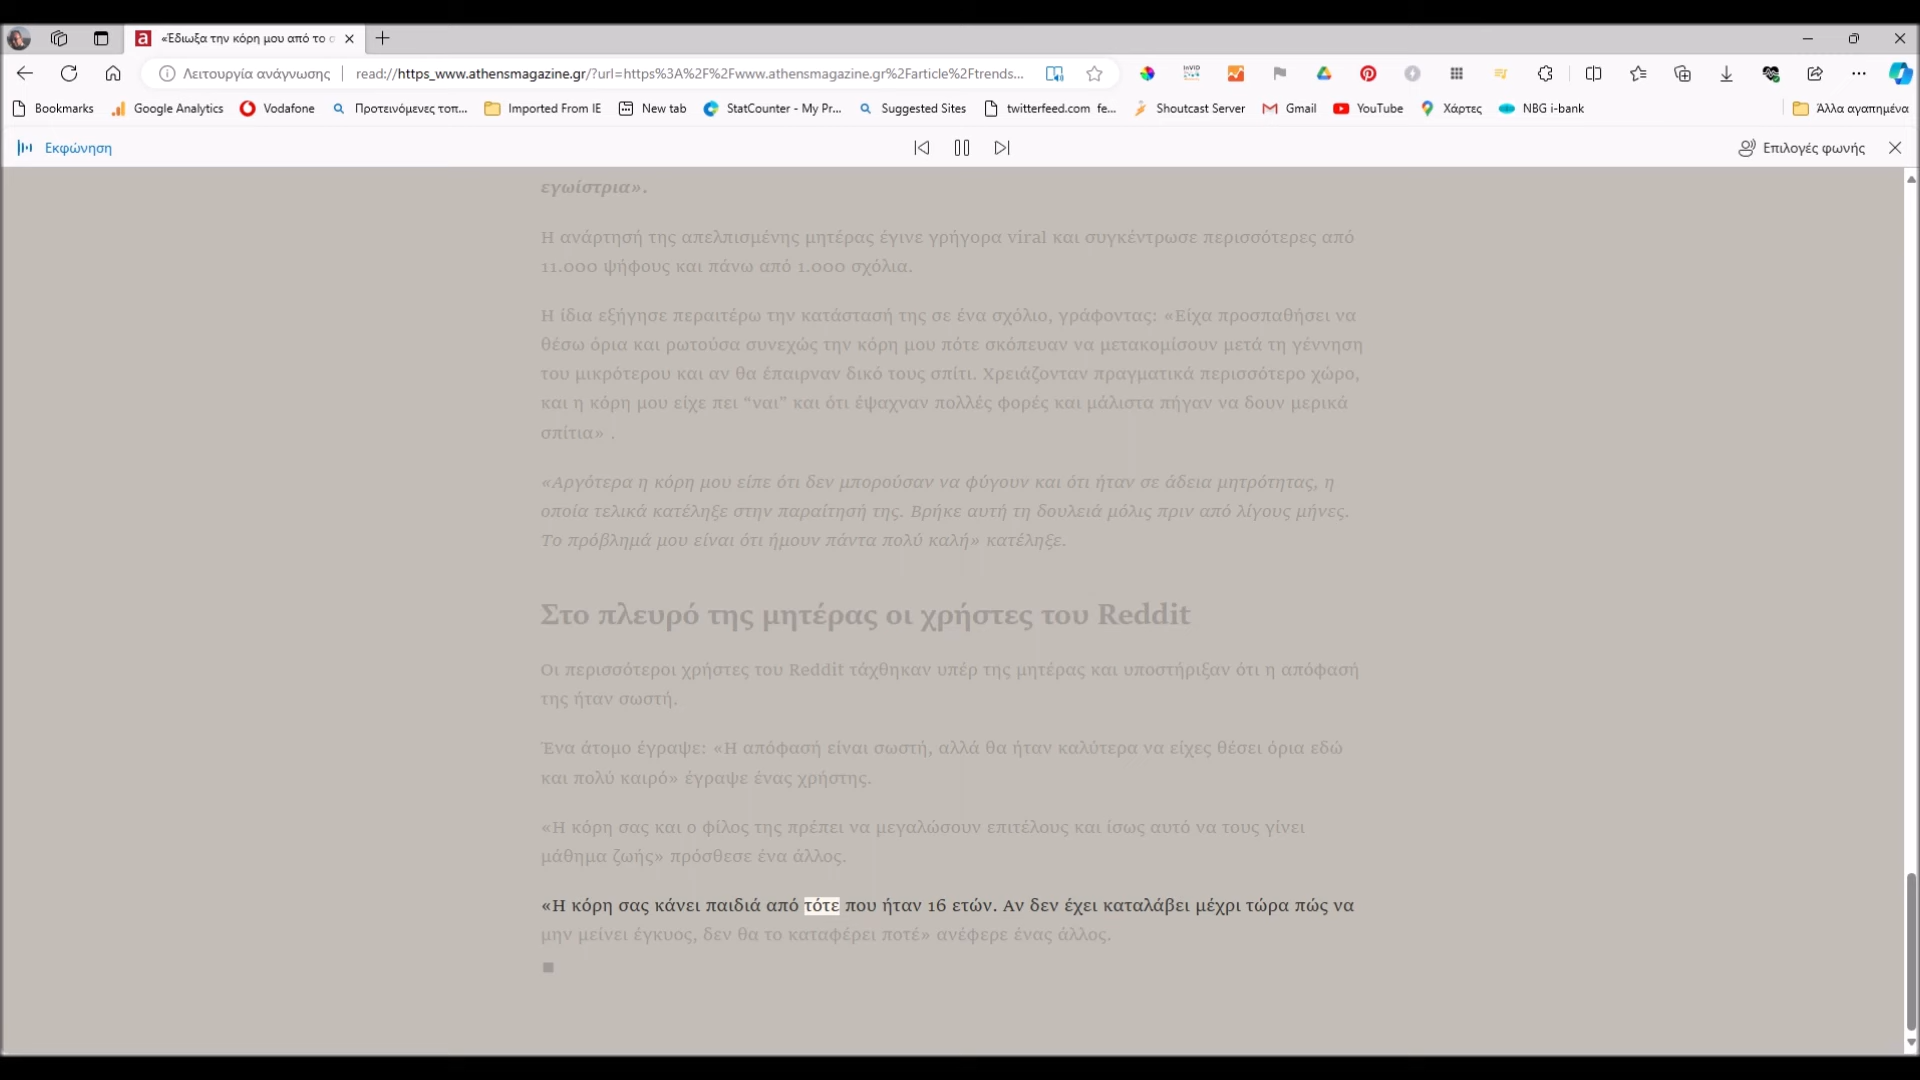 «Έδιωξα την κόρη μου από το σ
Λειτουργία ανάγνωσης
read://https_www.athensmagazine.gr/?url=https%3A%2F%2Fwww.athensmagazine.gr%2Farticle%2Ftrends...
Bookmarks
Google Analytics
Vodafone
Προτεινόμενες τοπ...
Imported From IE
New tab
StatCounter - My Pr...
Suggested Sites
twitterfeed.com fe...
Shoutcast Server
Gmail
YouTube
Χάρτες
NBG i-bank
Άλλα αγαπημένα
Εκφώνηση
Επιλογές φωνής
εγωίστρια».
Η ανάρτησή της απελπισμένης μητέρας έγινε γρήγορα viral και συγκέντρωσε περισσότερες από
11.000 ψήφους και πάνω από 1.000 σχόλια.
Η ίδια εξήγησε περαιτέρω την κατάστασή της σε ένα σχόλιο, γράφοντας: «Είχα προσπαθήσει να
θέσω όρια και ρωτούσα συνεχώς την κόρη μου πότε σκόπευαν να μετακομίσουν μετά τη γέννηση
του μικρότερου και αν θα έπαιρναν δικό τους σπίτι. Χρειάζονταν πραγματικά περισσότερο χώρο,
και η κόρη μου είχε πει “ναι” και ότι έψαχναν πολλές φορές και μάλιστα πήγαν να δουν μερικά
σπίτια» .
«Αργότερα η κόρη μου είπε ότι δεν μπορούσαν να φύγουν και ότι ήταν σε άδεια μητρότητας, η
οποία τελικά κατέληξε στην παραίτησή της. Βρήκε αυτή τη δουλειά μόλις πριν από λίγους μήνες.
Το πρόβλημά μου είναι ότι ήμουν πάντα πολύ καλή» κατέληξε.
Στο πλευρό της μητέρας οι χρήστες του Reddit
Οι περισσότεροι χρήστες του Reddit τάχθηκαν υπέρ της μητέρας και υποστήριξαν ότι η απόφασή
της ήταν σωστή.
Ένα άτομο έγραψε: «Η απόφασή είναι σωστή, αλλά θα ήταν καλύτερα να είχες θέσει όρια εδώ
και πολύ καιρό» έγραψε ένας χρήστης.
«Η κόρη σας και ο φίλος της πρέπει να μεγαλώσουν επιτέλους και ίσως αυτό να τους γίνει
μάθημα ζωής» πρόσθεσε ένα άλλος.
«Η κόρη σας κάνει παιδιά από τότε που ήταν 16 ετών. Αν δεν έχει καταλάβει μέχρι τώρα πώς να
μην μείνει έγκυος, δεν θα το καταφέρει ποτέ» ανέφερε ένας άλλος.